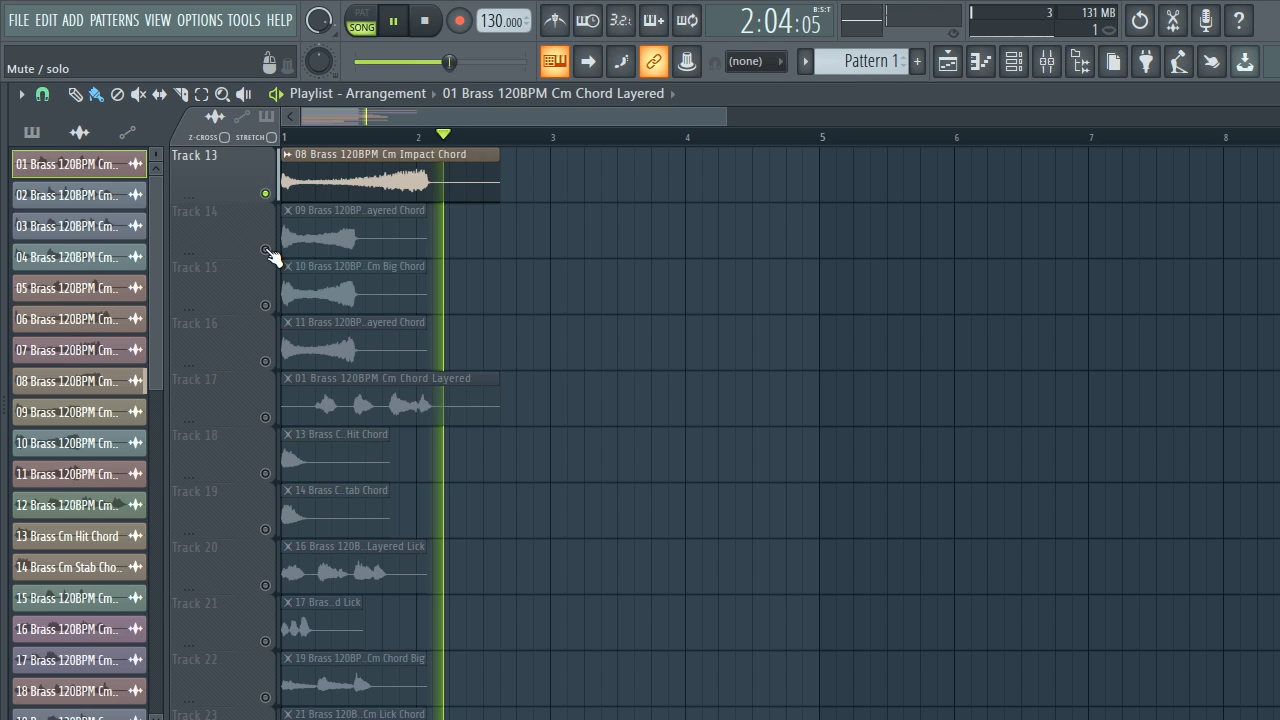 FILE EDIT ADD PATTERNS VIEW OPTIONS TOOLS HELP
PAT
SONG
130.000
3.2.
2:04:05
B:S:T
3
131 MB
1
Mute / solo
(none)
Pattern 1
+
Playlist - Arrangement › 01 Brass 120BPM Cm Chord Layered ›
Z-CROSS
STRETCH
1
2
3
4
5
6
7
8
01 Brass 120BPM Cm..
02 Brass 120BPM Cm..
03 Brass 120BPM Cm..
04 Brass 120BPM Cm..
05 Brass 120BPM Cm..
06 Brass 120BPM Cm..
07 Brass 120BPM Cm..
08 Brass 120BPM Cm..
09 Brass 120BPM Cm..
10 Brass 120BPM Cm..
11 Brass 120BPM Cm..
12 Brass 120BPM Cm..
13 Brass Cm Hit Chord
14 Brass Cm Stab Cho..
15 Brass 120BPM Cm..
16 Brass 120BPM Cm..
17 Brass 120BPM Cm..
18 Brass 120BPM Cm..
Track 13
08 Brass 120BPM Cm Impact Chord
Track 14
09 Brass 120BP..ayered Chord
Track 15
10 Brass 120BP..Cm Big Chord
Track 16
11 Brass 120BP..ayered Chord
Track 17
01 Brass 120BPM Cm Chord Layered
Track 18
13 Brass C..Hit Chord
Track 19
14 Brass C..tab Chord
Track 20
16 Brass 120B..Layered Lick
Track 21
17 Bras..d Lick
Track 22
19 Brass 120BP..Cm Chord Big
Track 23
21 Brass 120B..Cm Lick Chord